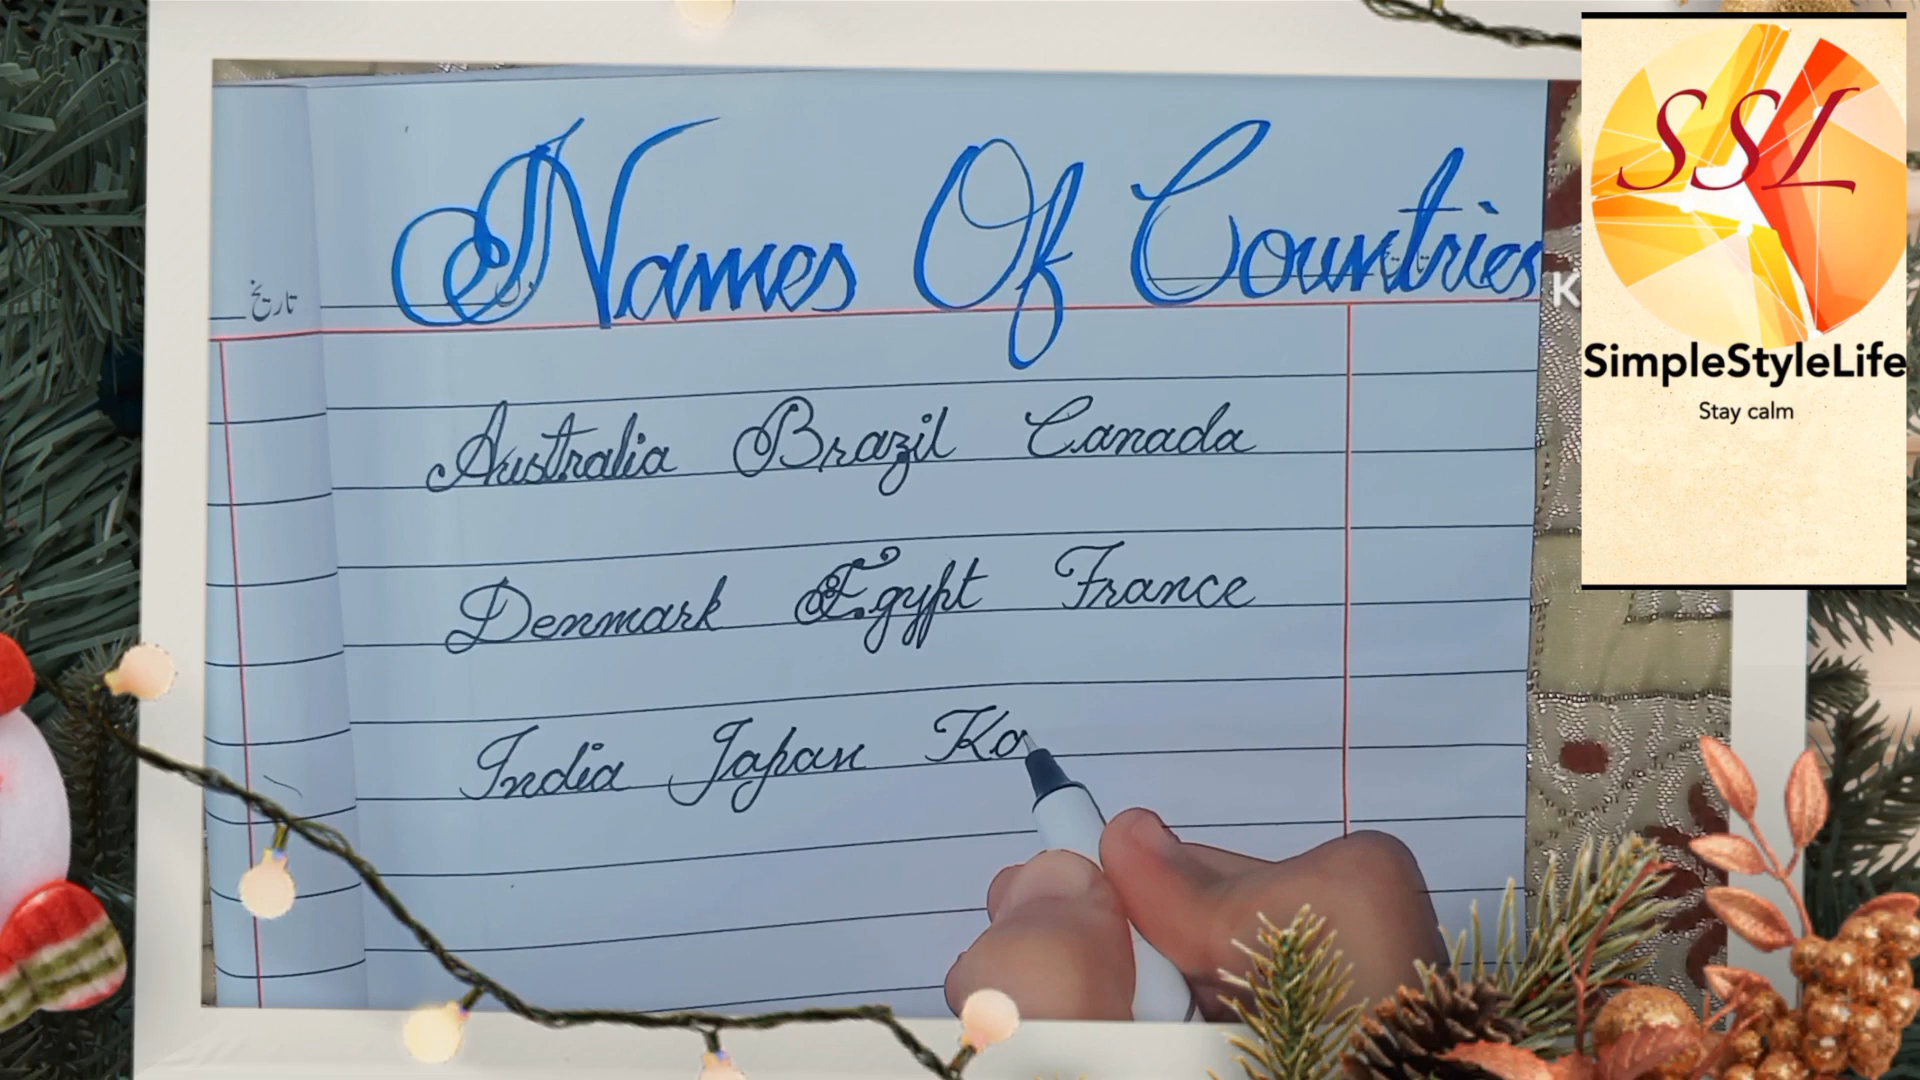 Names Of Countries
تاریخ
Australia Brazil Canada
Denmark Egypt France
India Japan Ko
K
SSL
SimpleStyleLife
Stay calm